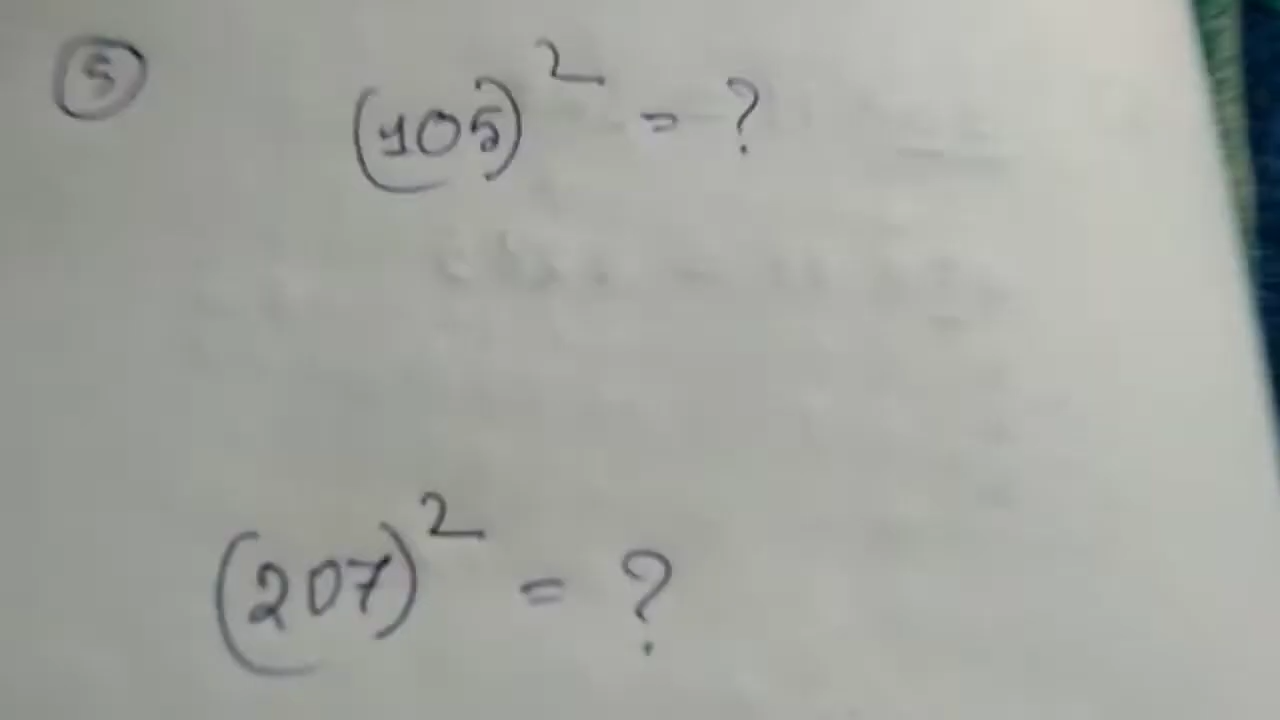 5 (105)² = ?
(207)² = ?